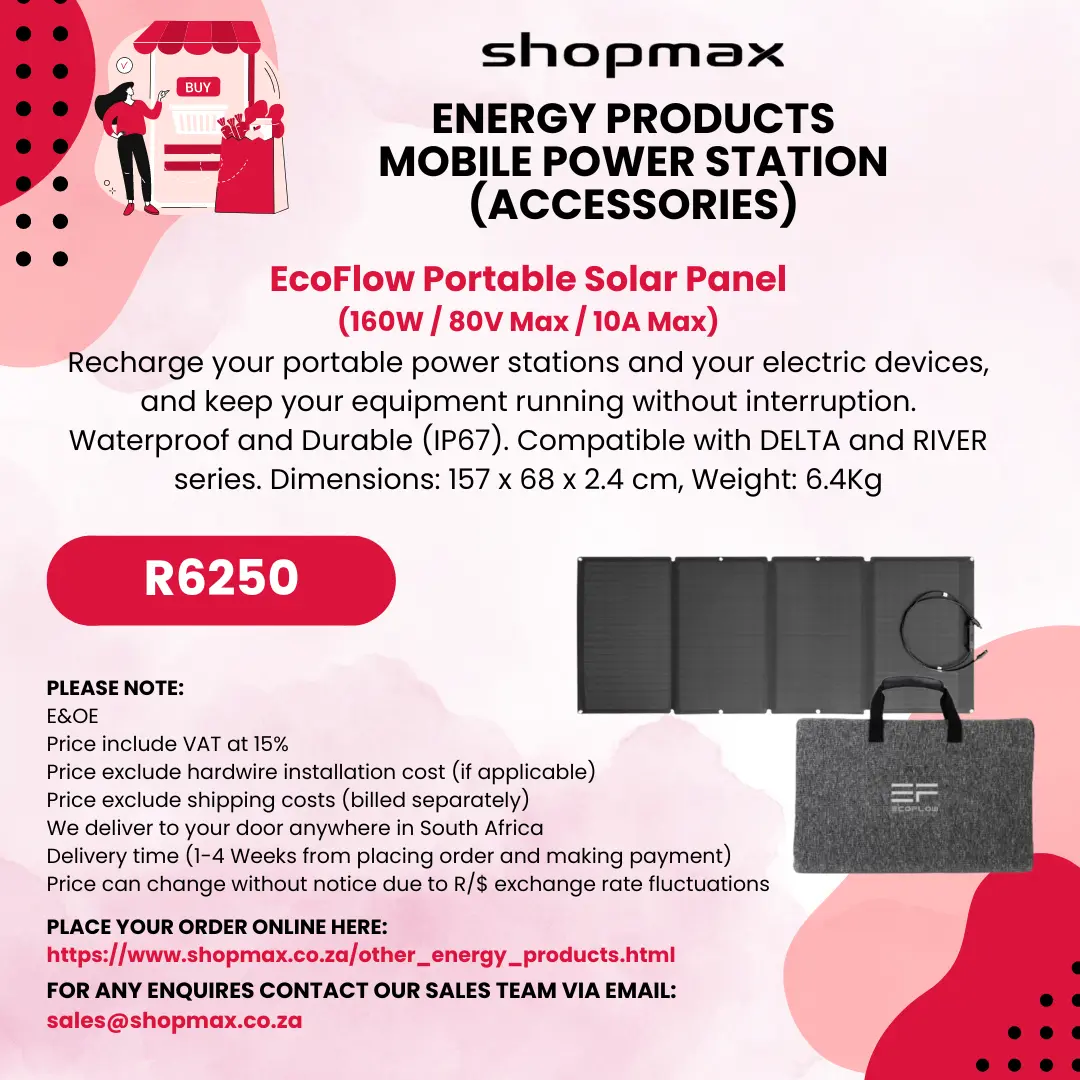 BUY
shopmax
ENERGY PRODUCTS
MOBILE POWER STATION
(ACCESSORIES)
EcoFlow Portable Solar Panel
(160W / 80V Max / 10A Max)
Recharge your portable power stations and your electric devices,
and keep your equipment running without interruption.
Waterproof and Durable (IP67). Compatible with DELTA and RIVER
series. Dimensions: 157 x 68 x 2.4 cm, Weight: 6.4Kg
R6250
PLEASE NOTE:
E&OE
Price include VAT at 15%
Price exclude hardwire installation cost (if applicable)
Price exclude shipping costs (billed separately)
We deliver to your door anywhere in South Africa
Delivery time (1-4 Weeks from placing order and making payment)
Price can change without notice due to R/$ exchange rate fluctuations
EF
ECOFLOW
PLACE YOUR ORDER ONLINE HERE:
https://www.shopmax.co.za/other_energy_products.html
FOR ANY ENQUIRES CONTACT OUR SALES TEAM VIA EMAIL:
sales@shopmax.co.za